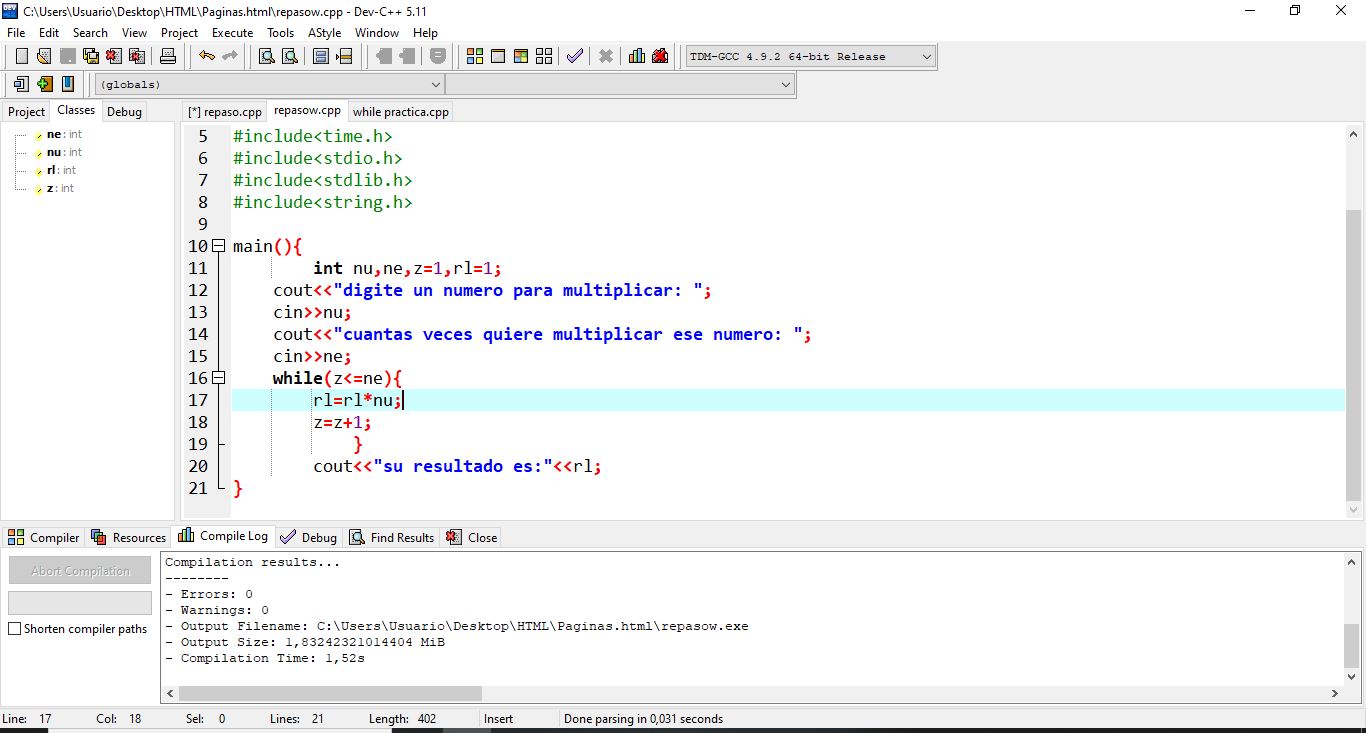 C:\Users\Usuario\Desktop\HTML\Paginas.html\repasow.cpp - Dev-C++ 5.11
File Edit Search View Project Execute Tools AStyle Window Help
TDM-GCC 4.9.2 64-bit Release
(globals)
Project Classes Debug
[*] repaso.cpp repasow.cpp while practica.cpp
ne : int
nu : int
rl : int
z : int
5 #include<time.h>
6 #include<stdio.h>
7 #include<stdlib.h>
8 #include<string.h>
9
10 main(){
11 int nu,ne,z=1,rl=1;
12 cout<<"digite un numero para multiplicar: ";
13 cin>>nu;
14 cout<<"cuantas veces quiere multiplicar ese numero: ";
15 cin>>ne;
16 while(z<=ne){
17 rl=rl*nu;
18 z=z+1;
19 }
20 cout<<"su resultado es:"<<rl;
21 }
Compiler Resources Compile Log Debug Find Results Close
Abort Compilation
Shorten compiler paths
Compilation results...
--------
- Errors: 0
- Warnings: 0
- Output Filename: C:\Users\Usuario\Desktop\HTML\Paginas.html\repasow.exe
- Output Size: 1,83242321014404 MiB
- Compilation Time: 1,52s
Line: 17 Col: 18 Sel: 0 Lines: 21 Length: 402 Insert Done parsing in 0,031 seconds